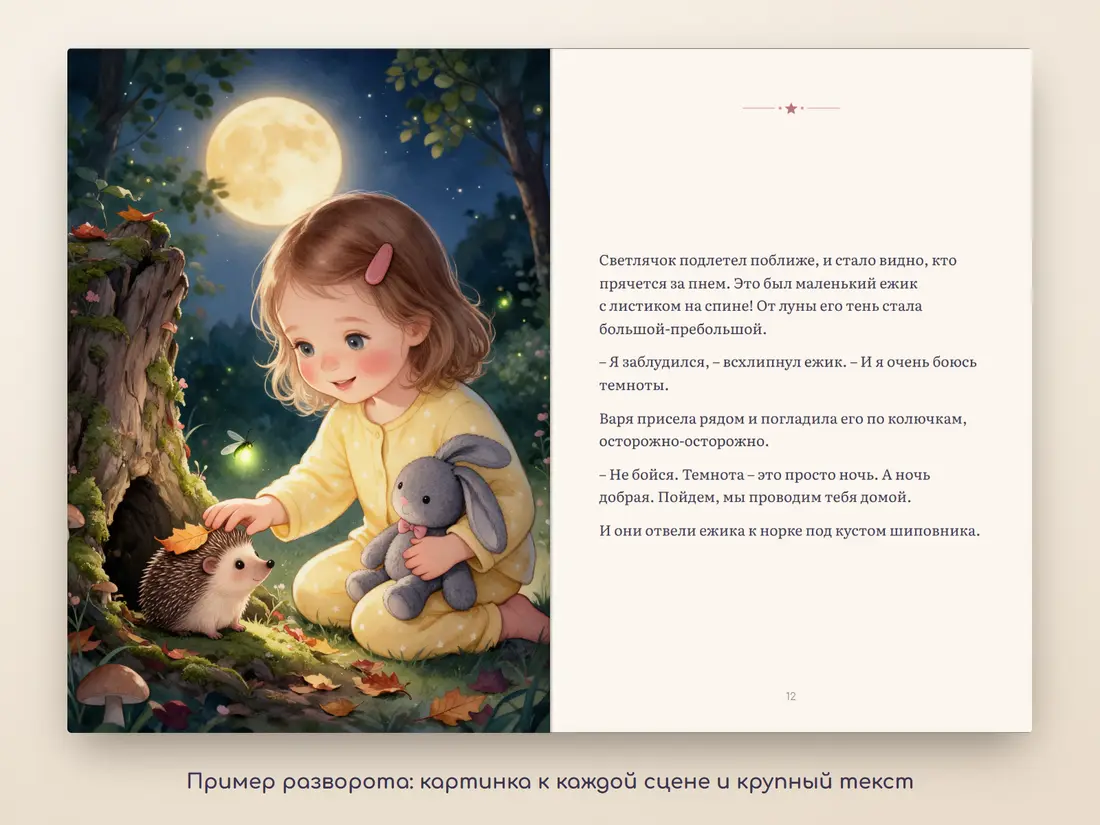 Светлячок подлетел поближе, и стало видно, кто
прячется за пнем. Это был маленький ежик
с листиком на спине! От луны его тень стала
большой-пребольшой.
– Я заблудился, – всхлипнул ежик. – И я очень боюсь
темноты.
Варя присела рядом и погладила его по колючкам,
осторожно-осторожно.
– Не бойся. Темнота – это просто ночь. А ночь
добрая. Пойдем, мы проводим тебя домой.
И они отвели ежика к норке под кустом шиповника.
12
Пример разворота: картинка к каждой сцене и крупный текст